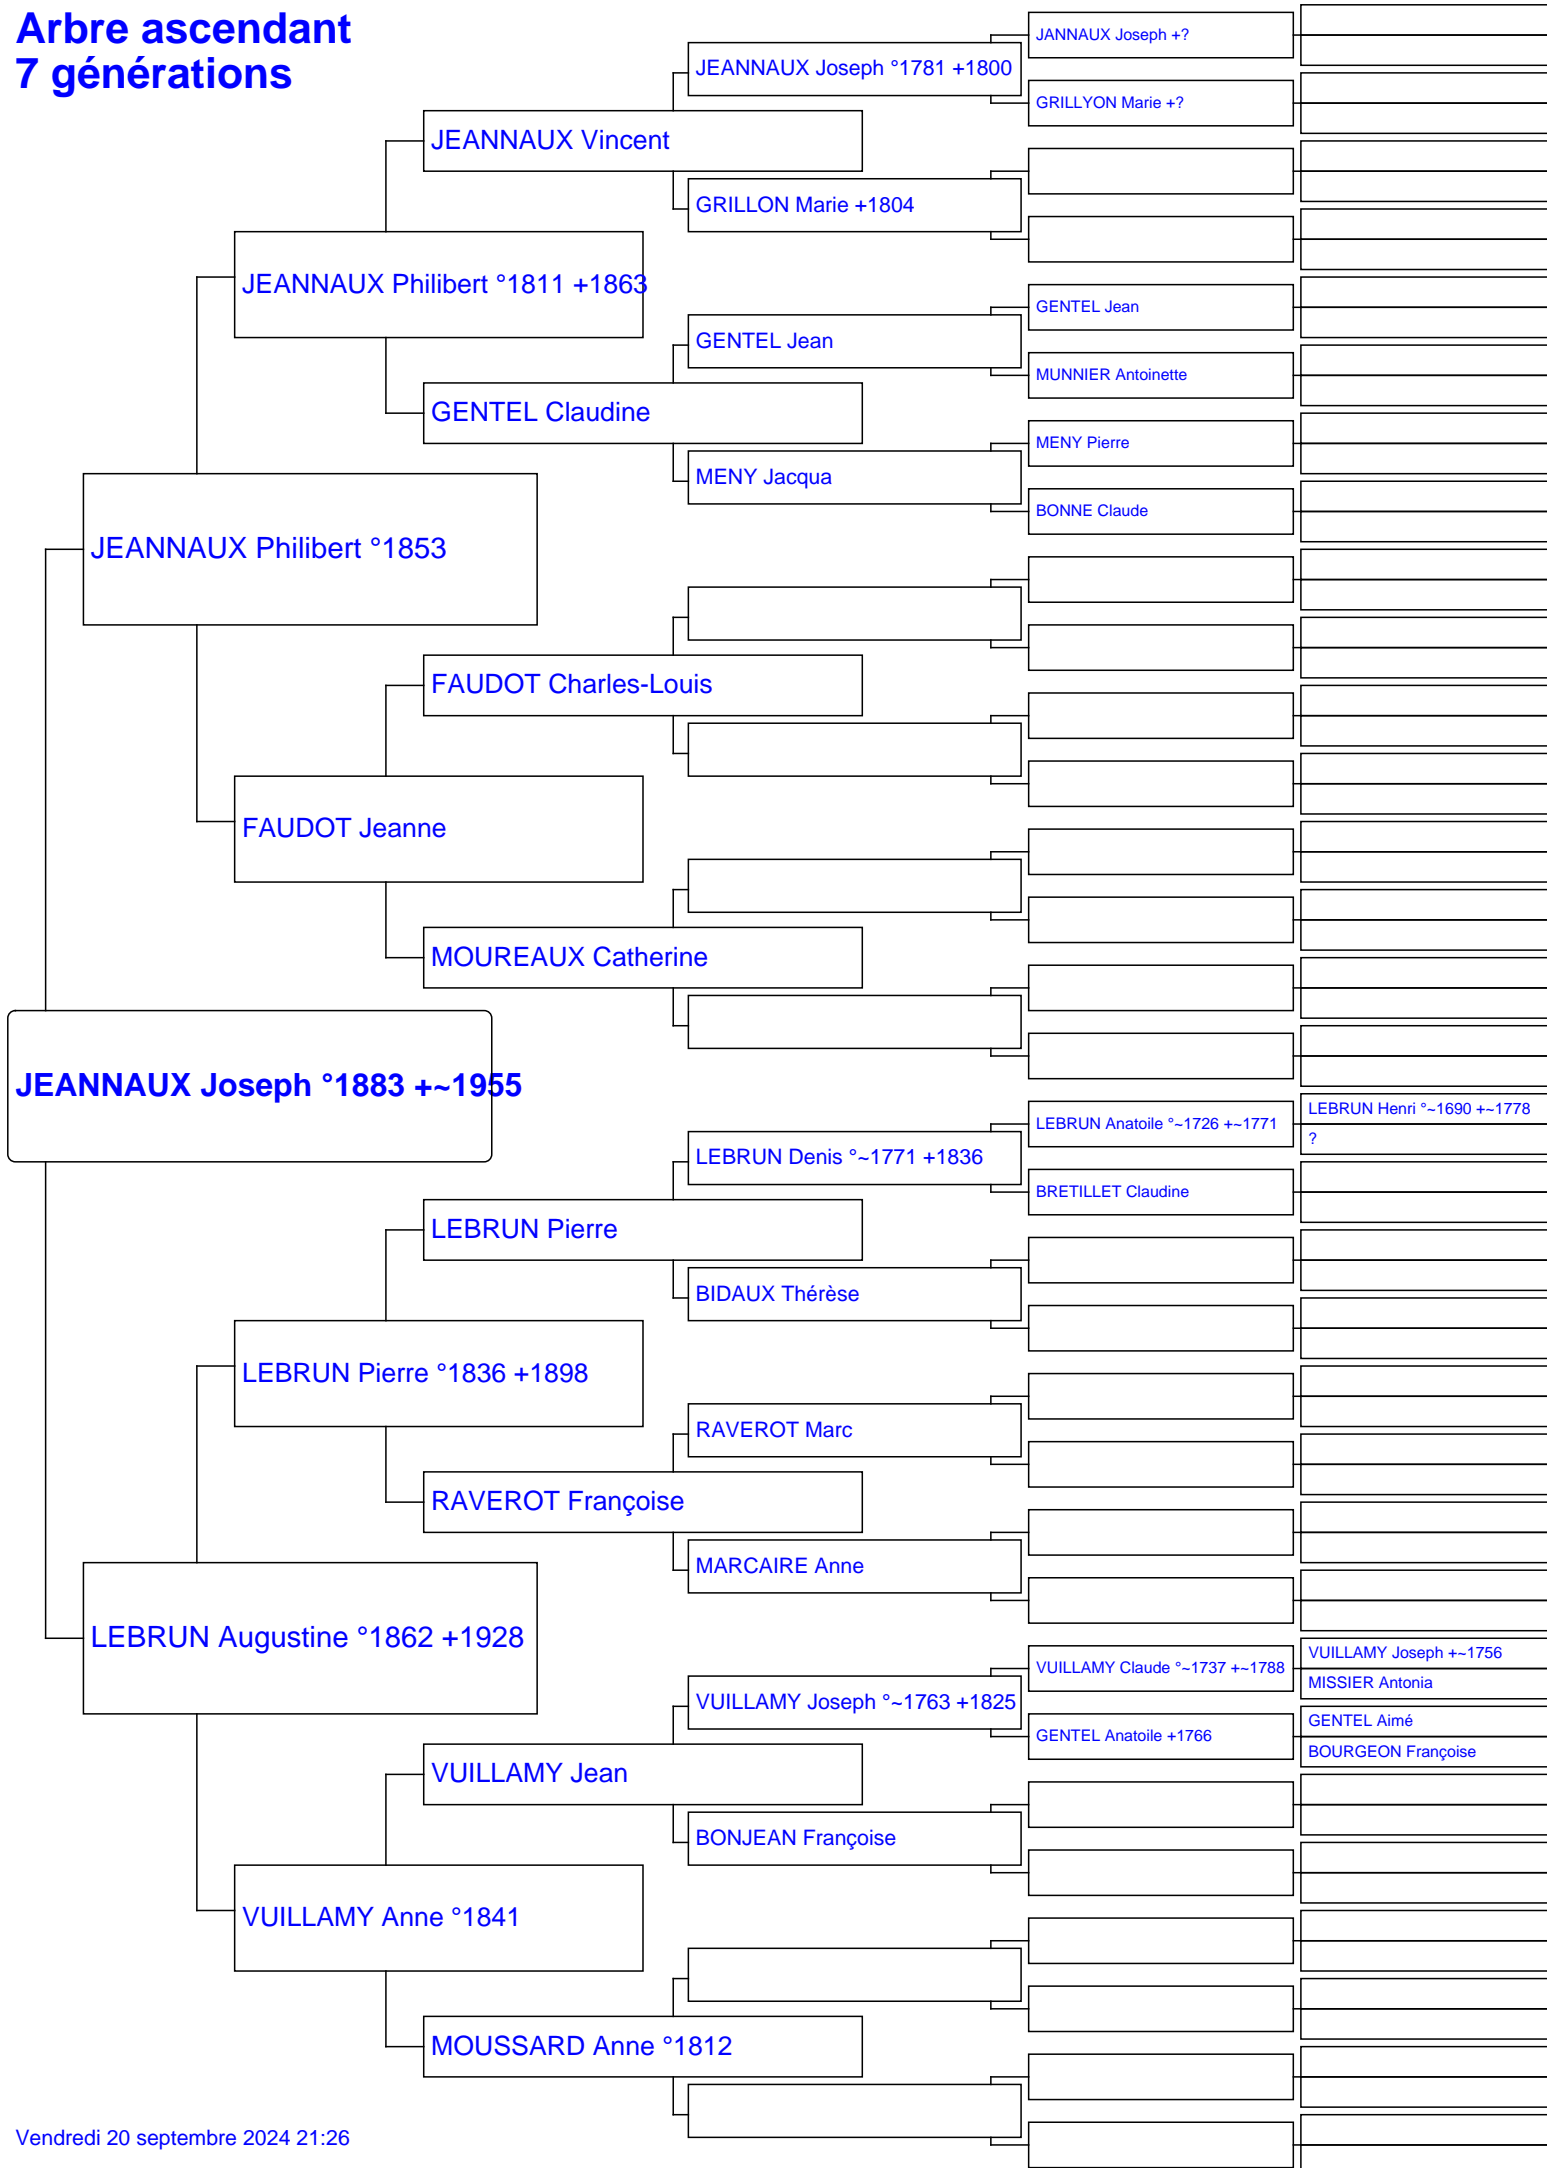 Arbre ascendant
7 générations
JANNAUX Joseph +?
JEANNAUX Joseph °1781 +1800
GRILLYON Marie +?
JEANNAUX Vincent
GRILLON Marie +1804
JEANNAUX Philibert °1811 +1863
GENTEL Jean
GENTEL Jean
MUNNIER Antoinette
GENTEL Claudine
MENY Pierre
MENY Jacqua
BONNE Claude
JEANNAUX Philibert °1853
FAUDOT Charles-Louis
FAUDOT Jeanne
MOUREAUX Catherine
JEANNAUX Joseph °1883 +~1955
LEBRUN Henri °~1690 +~1778
LEBRUN Anatoile °~1726 +~1771
?
LEBRUN Denis °~1771 +1836
BRETILLET Claudine
LEBRUN Pierre
BIDAUX Thérèse
LEBRUN Pierre °1836 +1898
RAVEROT Marc
RAVEROT Françoise
MARCAIRE Anne
LEBRUN Augustine °1862 +1928
VUILLAMY Joseph +~1756
VUILLAMY Claude °~1737 +~1788
MISSIER Antonia
VUILLAMY Joseph °~1763 +1825
GENTEL Aimé
GENTEL Anatoile +1766
BOURGEON Françoise
VUILLAMY Jean
BONJEAN Françoise
VUILLAMY Anne °1841
MOUSSARD Anne °1812
Vendredi 20 septembre 2024 21:26